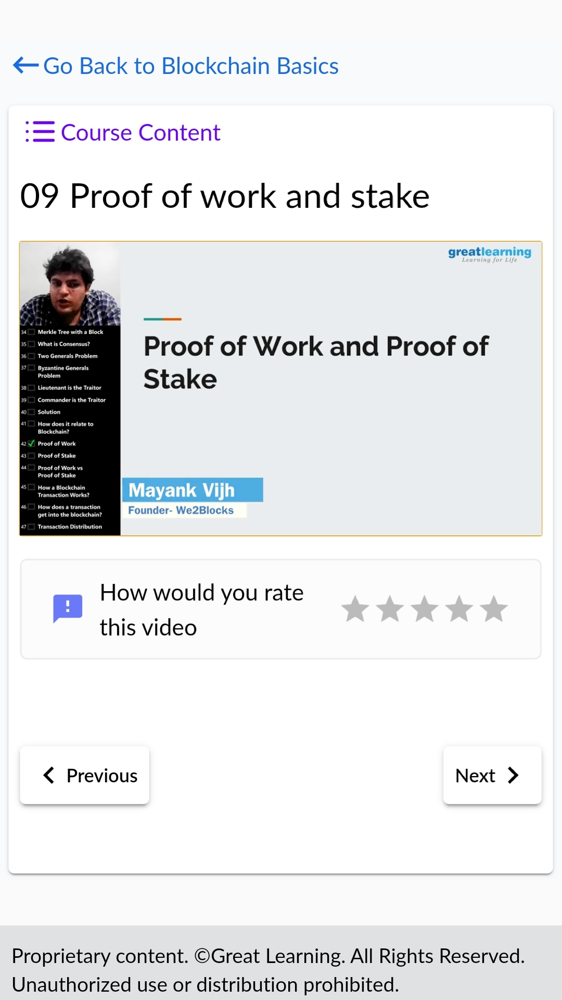 Go Back to Blockchain Basics
Course Content
09 Proof of work and stake
greatlearning
Learning for Life
34 Merkle Tree with a Block
35 What is Consensus?
36 Two Generals Problem
37 Byzantine Generals
Problem
38 Lieutenant is the Traitor
39 Commander is the Traitor
40 Solution
41 How does it relate to
Blockchain?
42 Proof of Work
43 Proof of Stake
44 Proof of Work vs
Proof of Stake
45 How a Blockchain
Transaction Works?
46 How does a transaction
get into the blockchain?
47 Transaction Distribution
Proof of Work and Proof of
Stake
Mayank Vijh
Founder- We2Blocks
How would you rate
this video
Previous
Next
Proprietary content. ©Great Learning. All Rights Reserved.
Unauthorized use or distribution prohibited.